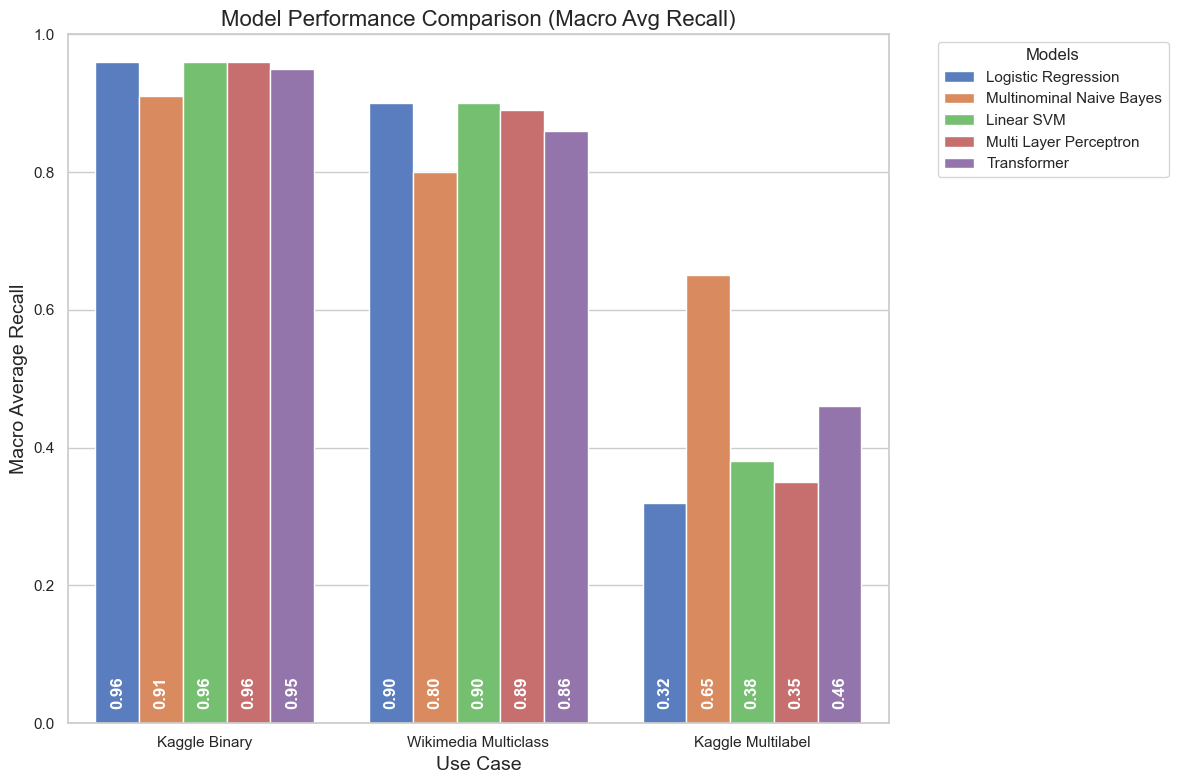 Model Performance Comparison (Macro Avg Recall)
Models
Logistic Regression
Multinominal Naive Bayes
Linear SVM
Multi Layer Perceptron
Transformer
Macro Average Recall
1.0
0.8
0.6
0.4
0.2
0.0
0.96
0.91
0.96
0.96
0.95
0.90
0.80
0.90
0.89
0.86
0.32
0.65
0.38
0.35
0.46
Kaggle Binary
Wikimedia Multiclass
Kaggle Multilabel
Use Case